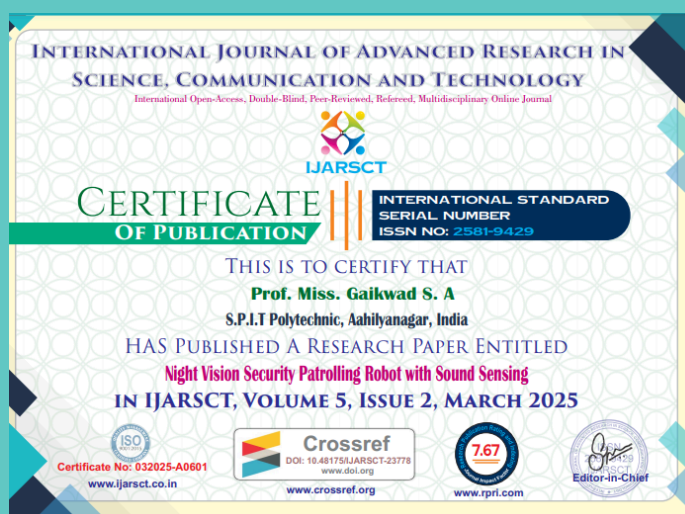 INTERNATIONAL JOURNAL OF ADVANCED RESEARCH IN
SCIENCE, COMMUNICATION AND TECHNOLOGY
International Open-Access, Double-Blind, Peer-Reviewed, Refereed, Multidisciplinary Online Journal
IJARSCT
CERTIFICATE
OF PUBLICATION
INTERNATIONAL STANDARD
SERIAL NUMBER
ISSN NO: 2581-9429
THIS IS TO CERTIFY THAT
Prof. Miss. Gaikwad S. A
S.P.I.T Polytechnic, Aahilyanagar, India
HAS PUBLISHED A RESEARCH PAPER ENTITLED
Night Vision Security Patrolling Robot with Sound Sensing
IN IJARSCT, VOLUME 5, ISSUE 2, MARCH 2025
ISO
Certificate No: 032025-A0601
www.ijarsct.co.in
Crossref
DOI: 10.48175/IJARSCT-23778
www.doi.org
www.crossref.org
7.67
www.rpri.com
ISSN
Editor-in-Chief